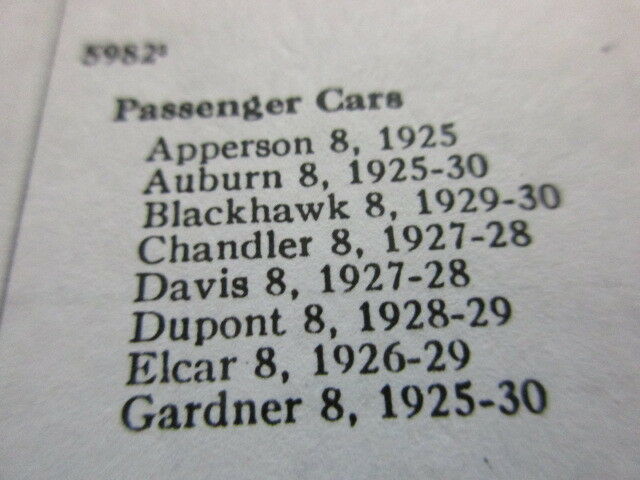 5982s
Passenger Cars
Apperson 8, 1925
Auburn 8, 1925-30
Blackhawk 8, 1929-30
Chandler 8, 1927-28
Davis 8, 1927-28
Dupont 8, 1928-29
Elcar 8, 1926-29
Gardner 8, 1925-30